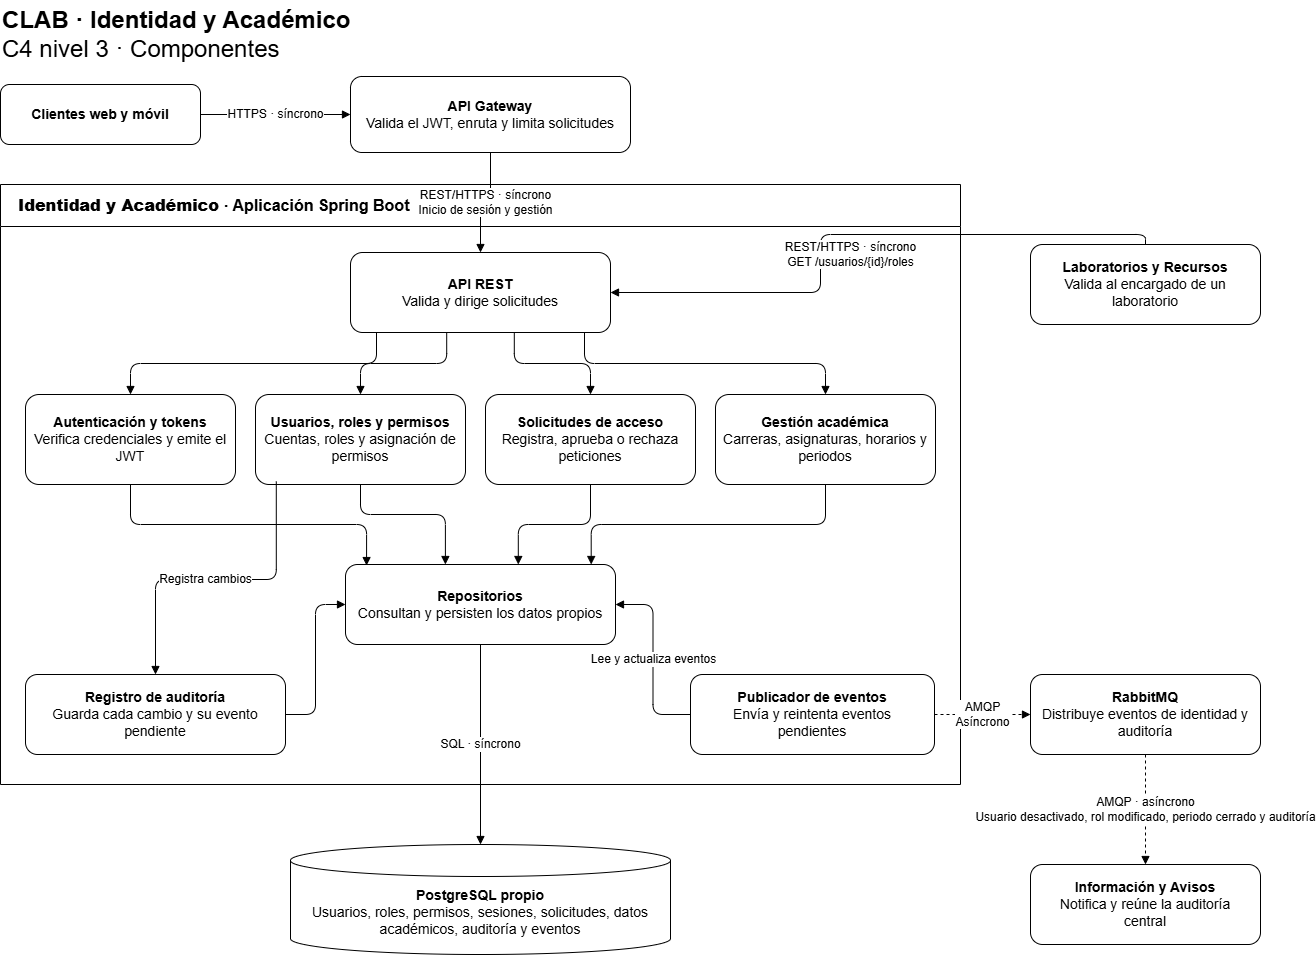 CLAB · Identidad y Académico
C4 nivel 3 · Componentes
Clientes web y móvil
HTTPS · síncrono
API Gateway
Valida el JWT, enruta y limita solicitudes
Identidad y Académico · Aplicación Spring Boot
REST/HTTPS · síncrono
Inicio de sesión y gestión
REST/HTTPS · síncrono
GET /usuarios/{id}/roles
Laboratorios y Recursos
Valida al encargado de un
laboratorio
API REST
Valida y dirige solicitudes
Autenticación y tokens
Verifica credenciales y emite el
JWT
Usuarios, roles y permisos
Cuentas, roles y asignación de
permisos
Solicitudes de acceso
Registra, aprueba o rechaza
peticiones
Gestión académica
Carreras, asignaturas, horarios y
periodos
Registra cambios
Repositorios
Consultan y persisten los datos propios
Lee y actualiza eventos
Registro de auditoría
Guarda cada cambio y su evento
pendiente
Publicador de eventos
Envía y reintenta eventos
pendientes
AMQP
Asíncrono
RabbitMQ
Distribuye eventos de identidad y
auditoría
SQL · síncrono
AMQP · asíncrono
Usuario desactivado, rol modificado, periodo cerrado y auditoría
PostgreSQL propio
Usuarios, roles, permisos, sesiones, solicitudes, datos
académicos, auditoría y eventos
Información y Avisos
Notifica y reúne la auditoría
central